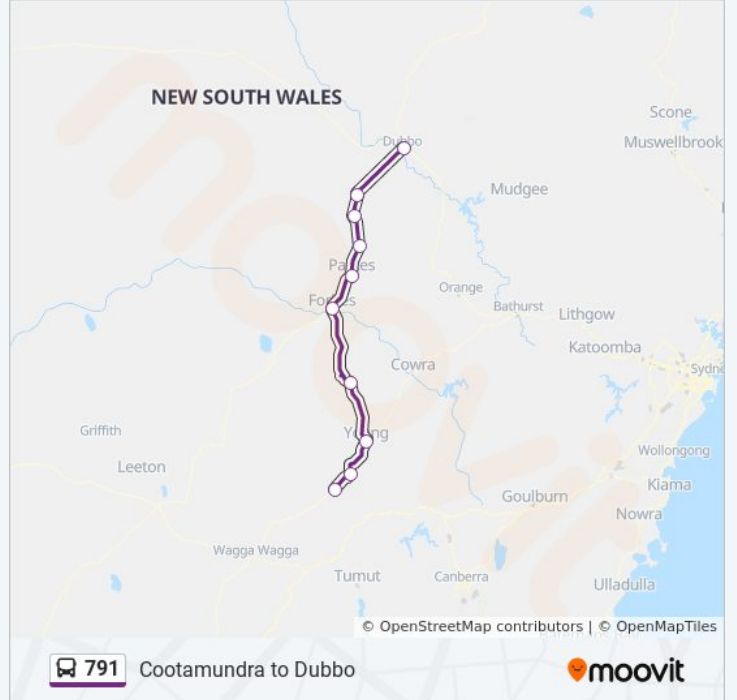 NEW SOUTH WALES
Scone
Dubbo
Muswellbrook
Mudgee
Parkes
Orange
Forbes
Bathurst
Lithgow
Katoomba
Cowra
Sydne
Griffith
Young
Wollongong
Leeton
Kiama
Goulburn
Nowra
Wagga Wagga
Tumut
Canberra
Ulladulla
© OpenStreetMap contributors | © OpenMapTiles
791 Cootamundra to Dubbo
moovit